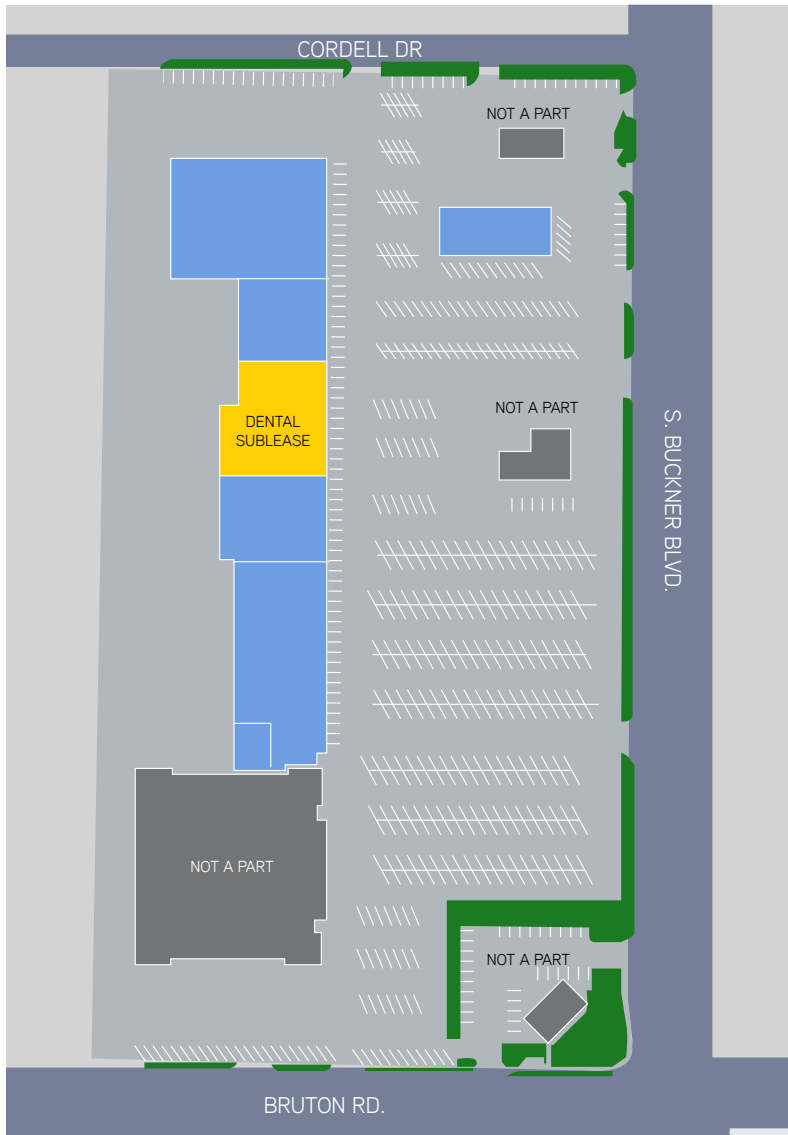 CORDELL DR
NOT A PART
NOT A PART
DENTAL
SUBLEASE
S. BUCKNER BLVD.
NOT A PART
NOT A PART
BRUTON RD.